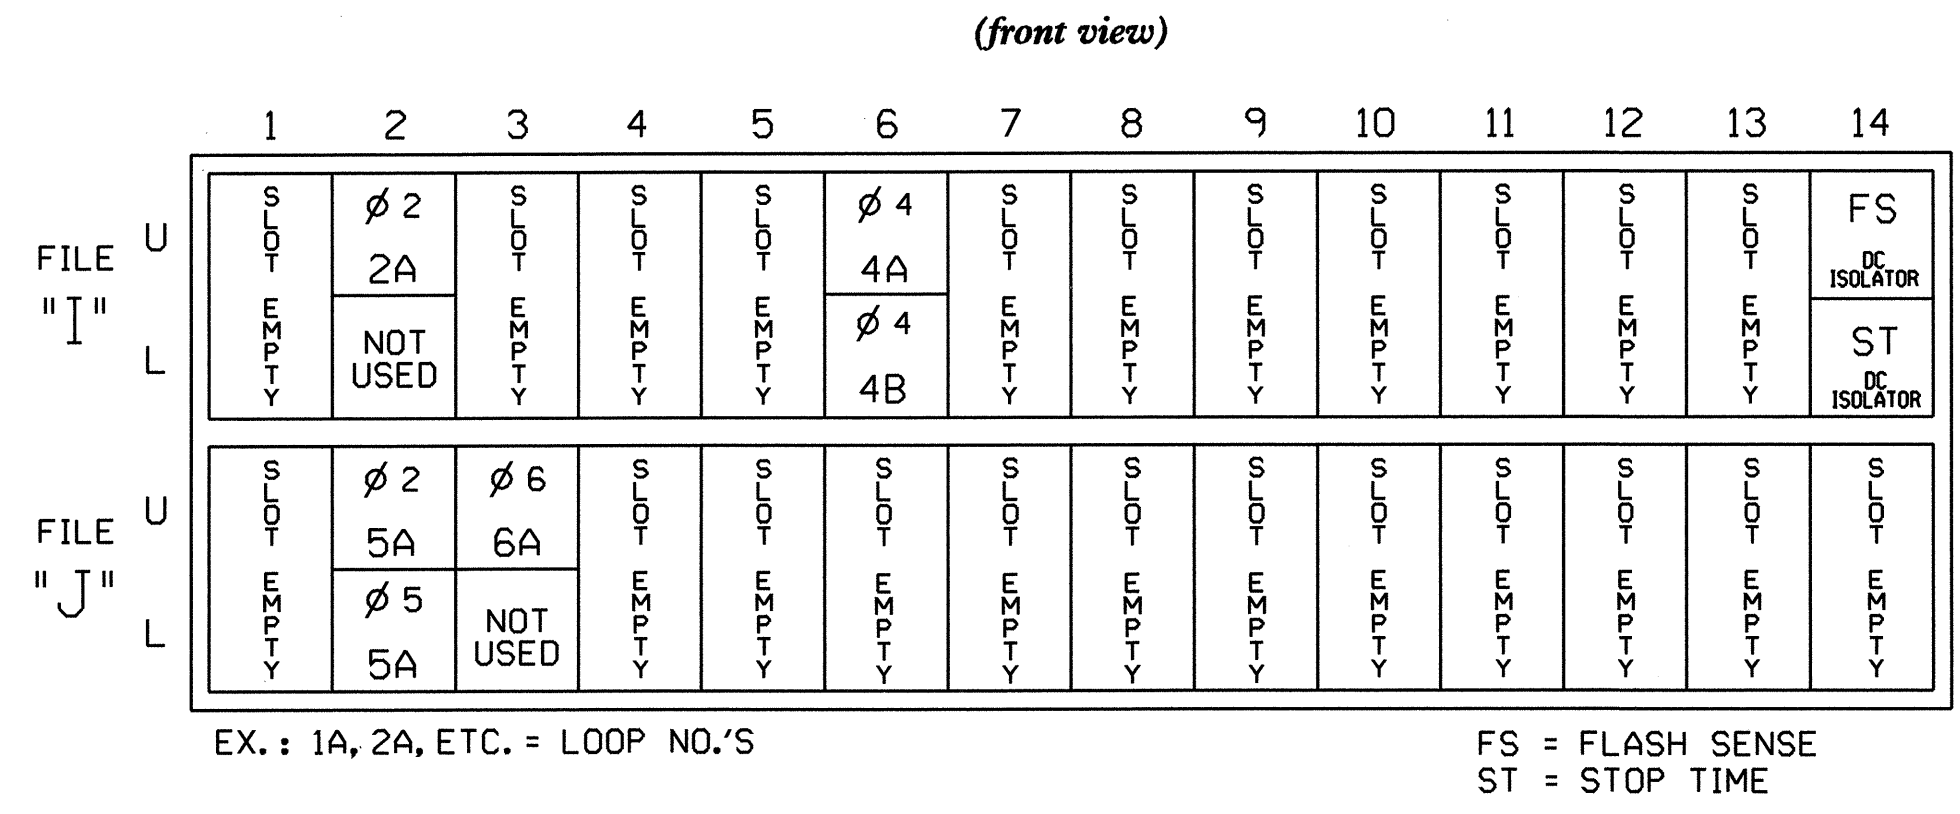 (front view)
1 2 3 4 5 6 7 8 9 10 11 12 13 14
FILE "I"
U
L
SLOT EMPTY
Ø 2
2A
NOT USED
SLOT EMPTY
SLOT EMPTY
SLOT EMPTY
Ø 4
4A
Ø 4
4B
SLOT EMPTY
SLOT EMPTY
SLOT EMPTY
SLOT EMPTY
SLOT EMPTY
SLOT EMPTY
SLOT EMPTY
FS
DC
ISOLATOR
ST
DC
ISOLATOR
FILE "J"
U
L
SLOT EMPTY
Ø 2
5A
Ø 5
5A
Ø 6
6A
NOT USED
SLOT EMPTY
SLOT EMPTY
SLOT EMPTY
SLOT EMPTY
SLOT EMPTY
SLOT EMPTY
SLOT EMPTY
SLOT EMPTY
SLOT EMPTY
SLOT EMPTY
SLOT EMPTY
EX.: 1A, 2A, ETC. = LOOP NO.'S
FS = FLASH SENSE
ST = STOP TIME